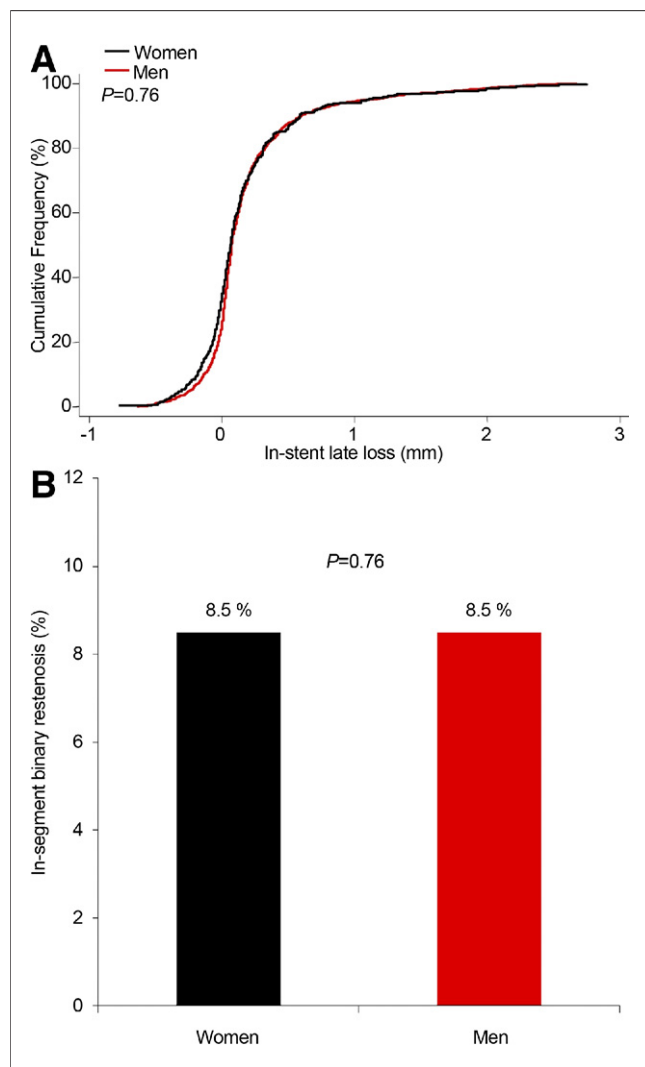 A
Women
Men
P=0.76
100
80
60
40
20
0
Cumulative Frequency (%)
-1 0 1 2 3
In-stent late loss (mm)
B
12
10
8
6
4
2
0
In-segment binary restenosis (%)
P=0.76
8.5 % 8.5 %
Women Men